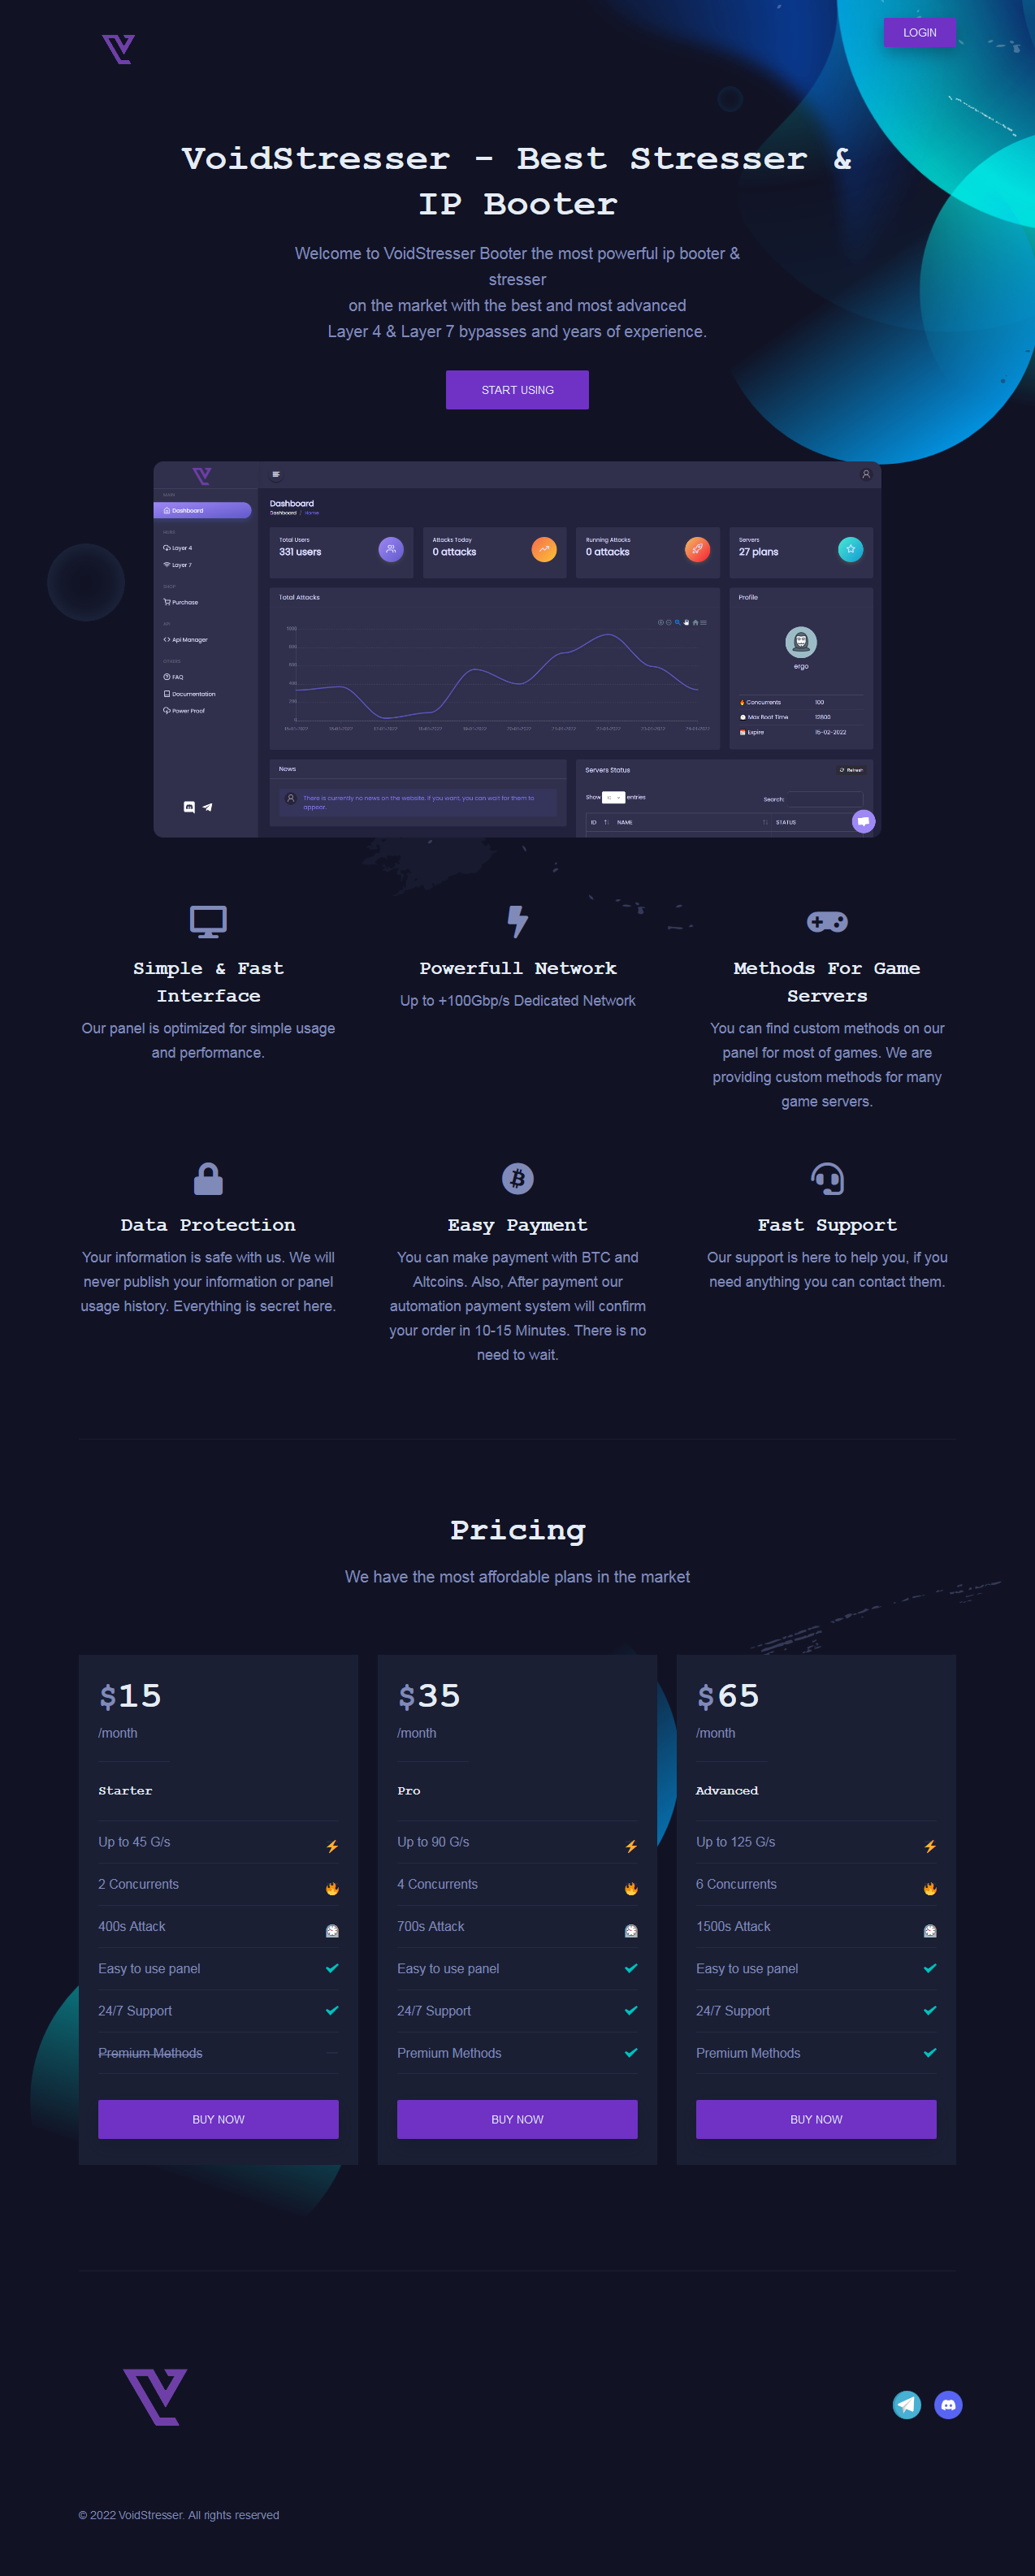 LOGIN
VoidStresser - Best Stresser &
IP Booter
Welcome to VoidStresser Booter the most powerful ip booter &
stresser
on the market with the best and most advanced
Layer 4 & Layer 7 bypasses and years of experience.
START USING
Dashboard
Layer 4
Layer 7
Purchase
Api Manager
FAQ
Documentation
Power Proof
Dashboard
Dashboard / Home
Total Users
331 users
Attacks Today
0 attacks
Running Attacks
0 attacks
Servers
27 plans
Total Attacks
Profile
ergo
Concurrents 100
Max Boot Time 12800
Expire 15-02-2022
News
There is currently no news on the website. If you want, you can wait for them to
appear.
Servers Status
Refresh
Show 10 entries
Search:
ID NAME STATUS
Simple & Fast
Interface
Our panel is optimized for simple usage
and performance.
Powerfull Network
Up to +100Gbp/s Dedicated Network
Methods For Game
Servers
You can find custom methods on our
panel for most of games. We are
providing custom methods for many
game servers.
Data Protection
Your information is safe with us. We will
never publish your information or panel
usage history. Everything is secret here.
Easy Payment
You can make payment with BTC and
Altcoins. Also, After payment our
automation payment system will confirm
your order in 10-15 Minutes. There is no
need to wait.
Fast Support
Our support is here to help you, if you
need anything you can contact them.
Pricing
We have the most affordable plans in the market
$15
/month
Starter
Up to 45 G/s
2 Concurrents
400s Attack
Easy to use panel
24/7 Support
Premium Methods
BUY NOW
$35
/month
Pro
Up to 90 G/s
4 Concurrents
700s Attack
Easy to use panel
24/7 Support
Premium Methods
BUY NOW
$65
/month
Advanced
Up to 125 G/s
6 Concurrents
1500s Attack
Easy to use panel
24/7 Support
Premium Methods
BUY NOW
© 2022 VoidStresser. All rights reserved